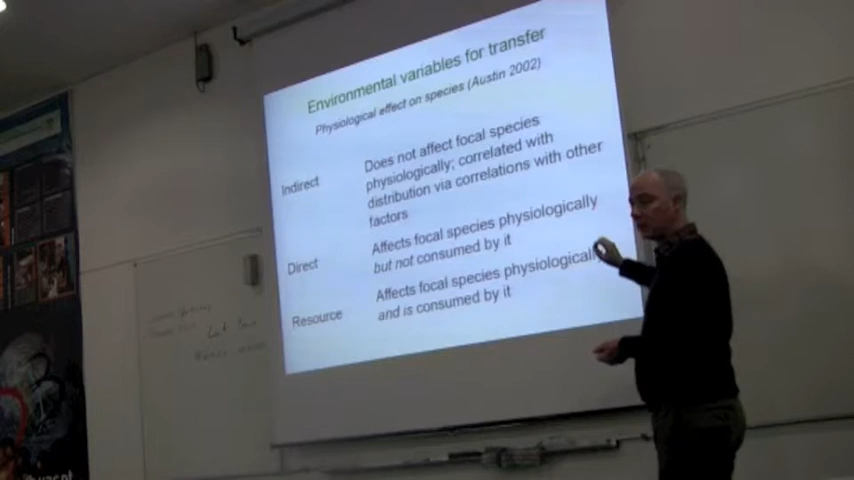 Environmental variables for transfer
Physiological effect on species (Austin 2002)
Indirect
Does not affect focal species
physiologically; correlated with
distribution via correlations with other
factors
Direct
Affects focal species physiologically
but not consumed by it
Resource
Affects focal species physiologically
and is consumed by it